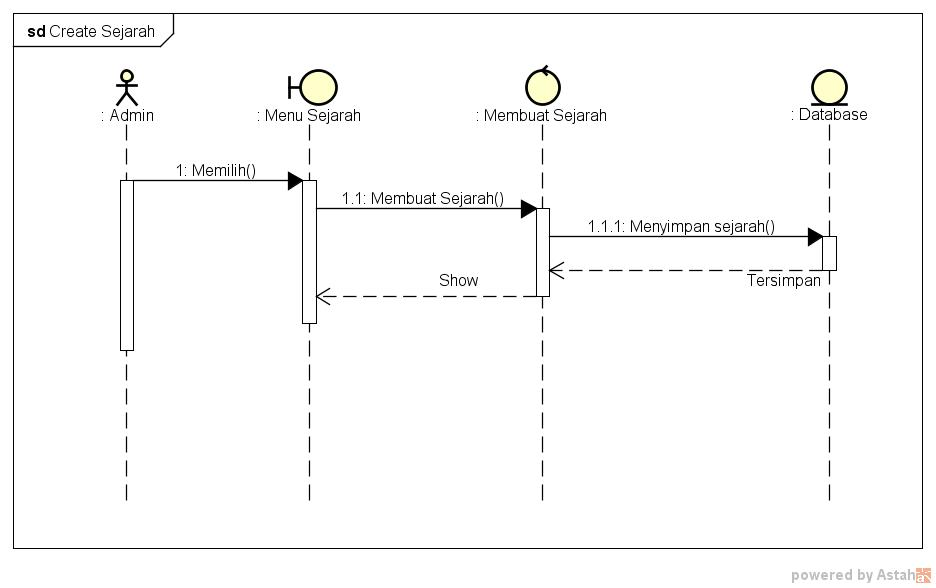 sd Create Sejarah
: Admin
: Menu Sejarah
: Membuat Sejarah
: Database
1: Memilih()
1.1: Membuat Sejarah()
1.1.1: Menyimpan sejarah()
Tersimpan
Show
powered by Astah